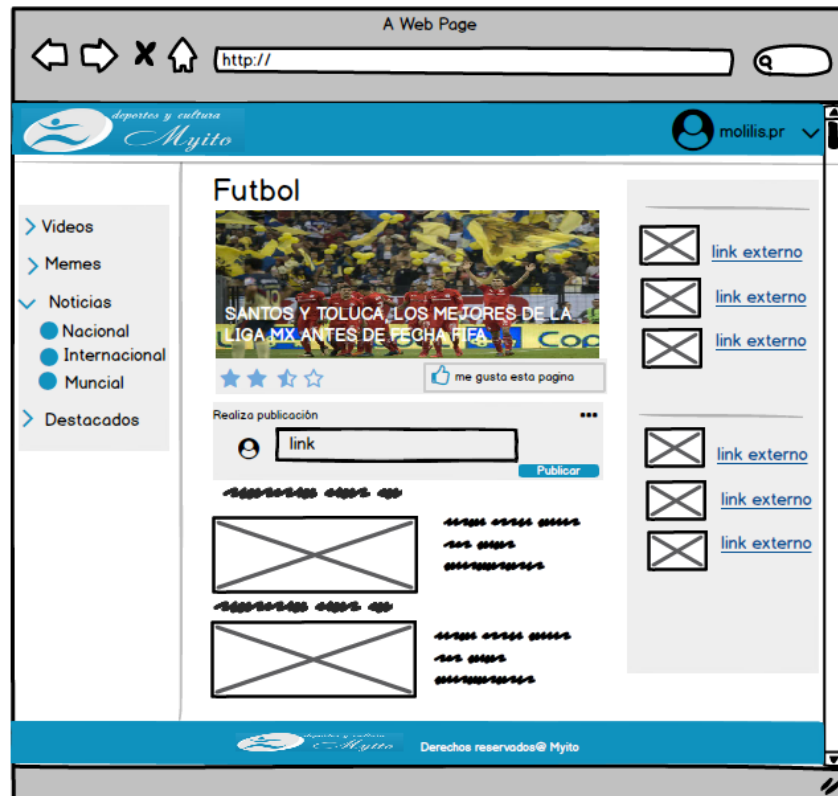 A Web Page
http://
deportes y cultura
Myito
molilis.pr
Videos
Memes
Noticias
Nacional
Internacional
Muncial
Destacados
Futbol
SANTOS Y TOLUCA, LOS MEJORES DE LA
LIGA MX ANTES DE FECHA FIFA
me gusta esta pagina
Realiza publicación
link
Publicar
link externo
link externo
link externo
link externo
link externo
link externo
deportes y cultura
Myito
Derechos reservados@ Myito